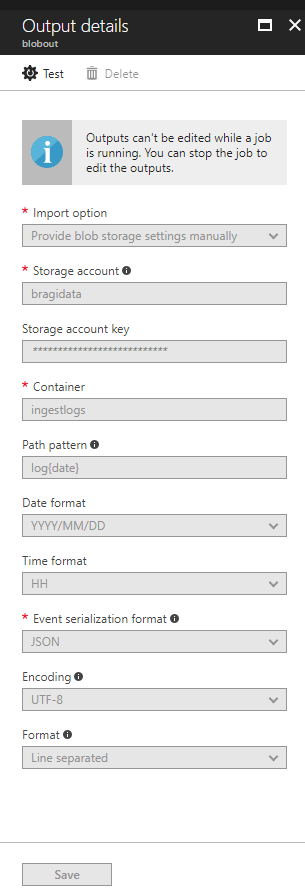 Output details
blobout
Test
Delete
Outputs can't be edited while a job
is running. You can stop the job to
edit the outputs.
* Import option
Provide blob storage settings manually
* Storage account
bragidata
Storage account key
***************************
* Container
ingestlogs
Path pattern
log{date}
Date format
YYYY/MM/DD
Time format
HH
* Event serialization format
JSON
Encoding
UTF-8
Format
Line separated
Save